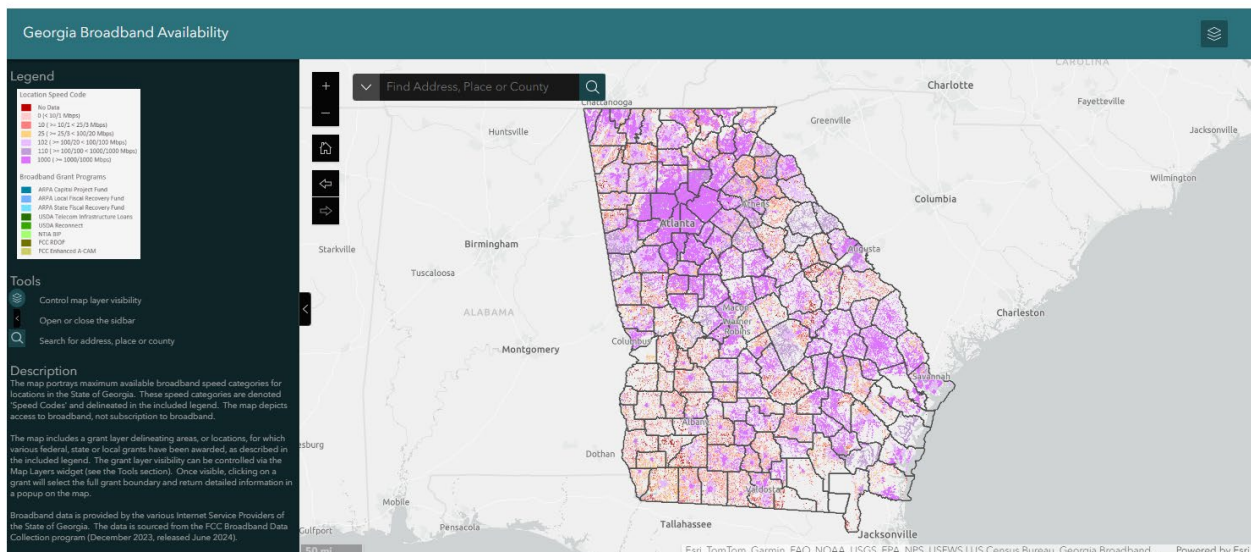 Georgia Broadband Availability
Legend
Location Speed Code
No Data
0 (< 10/1 Mbps)
10 ( >= 10/1 < 25/3 Mbps)
25 ( >= 25/3 < 100/20 Mbps)
102 ( >= 100/20 < 100/100 Mbps)
110 ( >= 100/100 < 1000/1000 Mbps)
1000 ( >= 1000/1000 Mbps)
Broadband Grant Programs
ARPA Capital Project Fund
ARPA Local Fiscal Recovery Fund
ARPA State Fiscal Recovery Fund
USDA Telecom Infrastructure Loans
USDA Reconnect
NTIA BIP
FCC RDOF
FCC Enhanced A-CAM
Tools
Control map layer visibility
Open or close the sidbar
Search for address, place or county
Description
The map portrays maximum available broadband speed categories for
locations in the State of Georgia. These speed categories are denoted
'Speed Codes' and delineated in the included legend. The map depicts
access to broadband, not subscription to broadband.
The map includes a grant layer delineating areas, or locations, for which
various federal, state or local grants have been awarded, as described in
the included legend. The grant layer visibility can be controlled via the
Map Layers widget (see the Tools section). Once visible, clicking on a
grant will select the full grant boundary and return detailed information in
a popup on the map.
Broadband data is provided by the various Internet Service Providers of
the State of Georgia. The data is sourced from the FCC Broadband Data
Collection program (December 2023, released June 2024).
Find Address, Place or County
CAROLINA
Charlotte
Fayetteville
Chattanooga
Huntsville
Greenville
Jacksonville
Wilmington
Columbia
Athens
Atlanta
Starkville
Birmingham
Augusta
Tuscaloosa
ALABAMA
Macon
Warner
Robins
Charleston
Columbus
Montgomery
Savannah
Albany
esburg
Dothan
Valdosta
Mobile
Tallahassee
Pensacola
Gulfport
Jacksonville
50 mi
Esri, TomTom, Garmin, FAO, NOAA, USGS, EPA, NPS, USFWS | US Census Bureau, Georgia Broadband
Powered by Esri